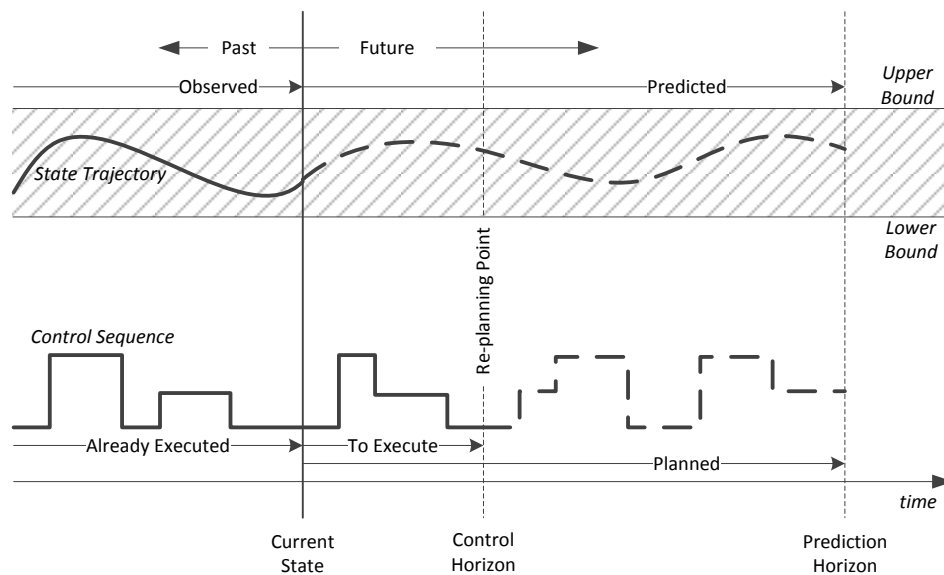 Past
Future
Observed
Predicted
Upper
Bound
State Trajectory
Lower
Bound
Re-planning Point
Control Sequence
Already Executed
To Execute
Planned
time
Current
State
Control
Horizon
Prediction
Horizon